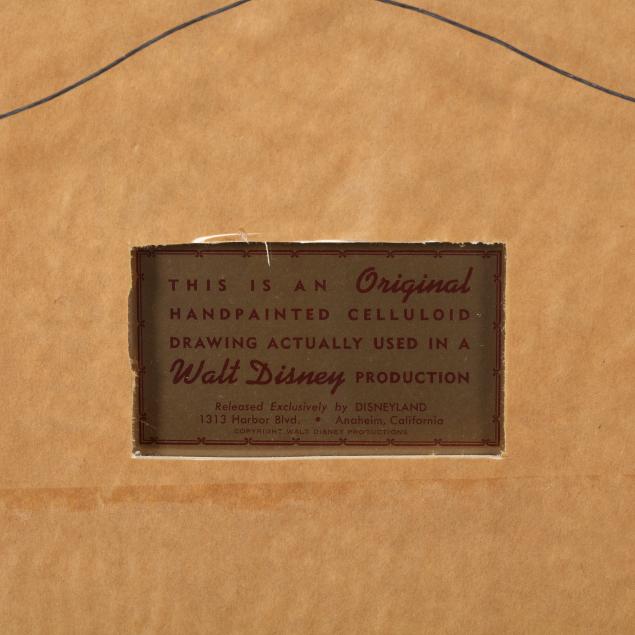 THIS IS AN Original
HANDPAINTED CELLULOID
DRAWING ACTUALLY USED IN A
Walt Disney PRODUCTION
Released Exclusively by DISNEYLAND
1313 Harbor Blvd. • Anaheim, California
COPYRIGHT WALT DISNEY PRODUCTIONS